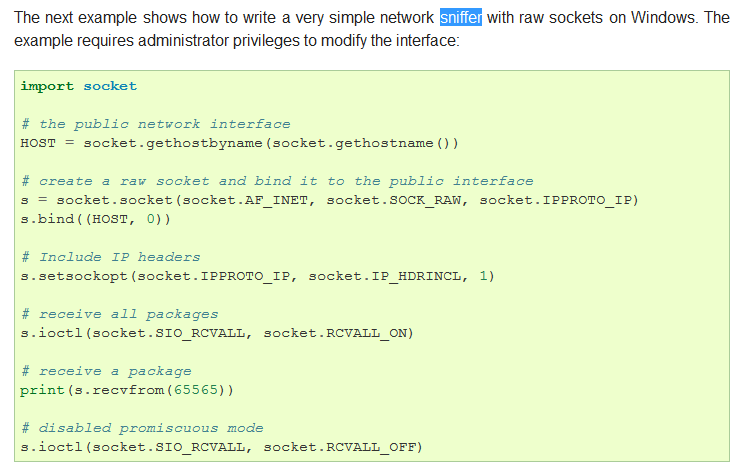 The next example shows how to write a very simple network sniffer with raw sockets on Windows. The
example requires administrator privileges to modify the interface:
import socket
# the public network interface
HOST = socket.gethostbyname(socket.gethostname())
# create a raw socket and bind it to the public interface
s = socket.socket(socket.AF_INET, socket.SOCK_RAW, socket.IPPROTO_IP)
s.bind((HOST, 0))
# Include IP headers
s.setsockopt(socket.IPPROTO_IP, socket.IP_HDRINCL, 1)
# receive all packages
s.ioctl(socket.SIO_RCVALL, socket.RCVALL_ON)
# receive a package
print(s.recvfrom(65565))
# disabled promisouous mode
s.ioctl(socket.SIO_RCVALL, socket.RCVALL_OFF)